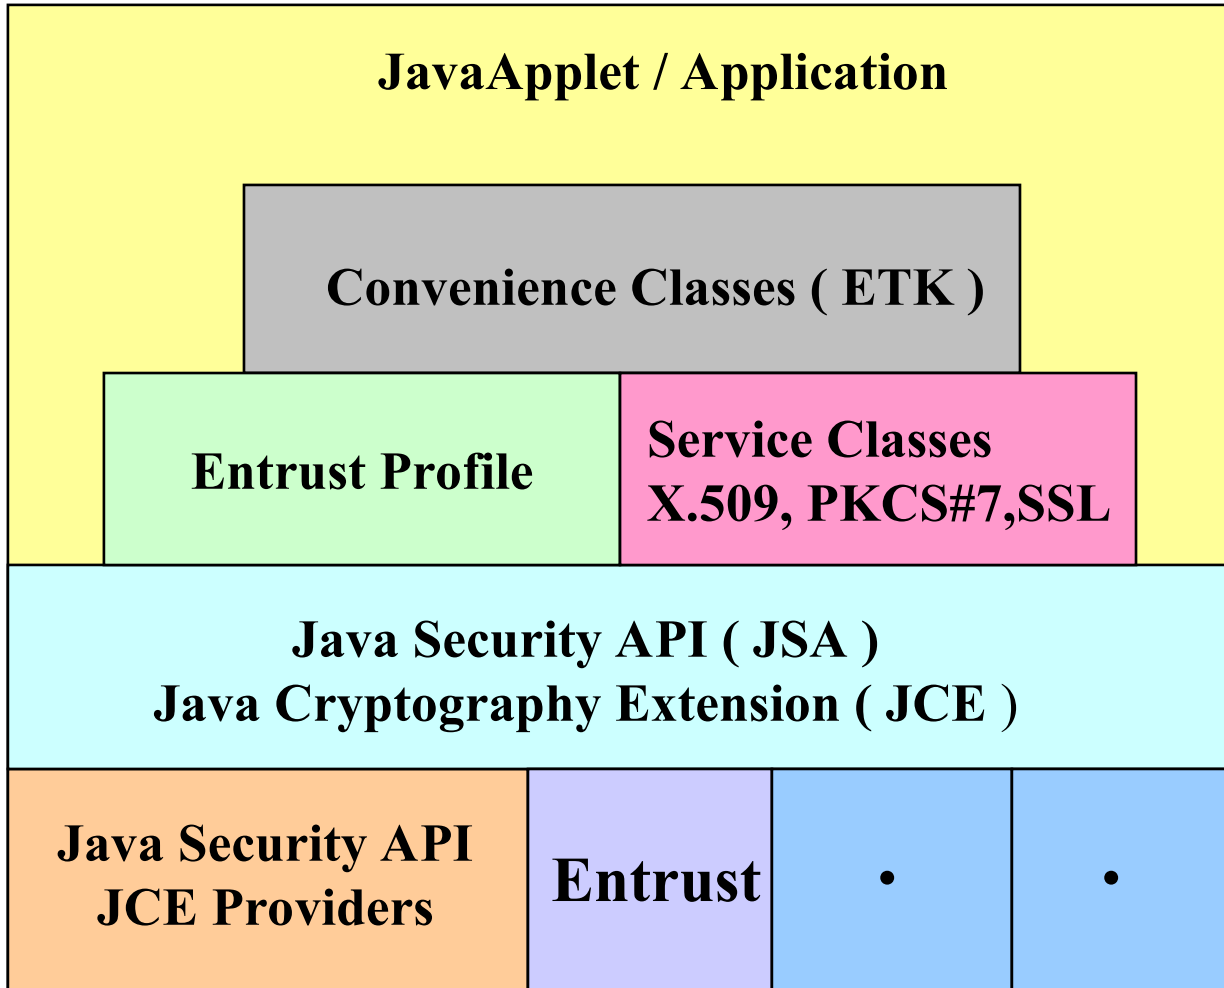 JavaApplet / Application
Convenience Classes ( ETK )
Entrust Profile
Service Classes
X.509, PKCS#7,SSL
Java Security API ( JSA )
Java Cryptography Extension ( JCE )
Java Security API
JCE Providers
Entrust
•
•